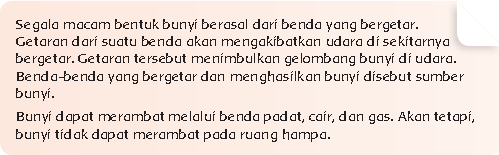 Segala macam bentuk bunyi berasal dari benda yang bergetar.
Getaran dari suatu benda akan mengakibatkan udara di sekitarnya
bergetar. Getaran tersebut menimbulkan gelombang bunyi di udara.
Benda-benda yang bergetar dan menghasilkan bunyi disebut sumber
bunyi.
Bunyi dapat merambat melalui benda padat, cair, dan gas. Akan tetapi,
bunyi tidak dapat merambat pada ruang hampa.